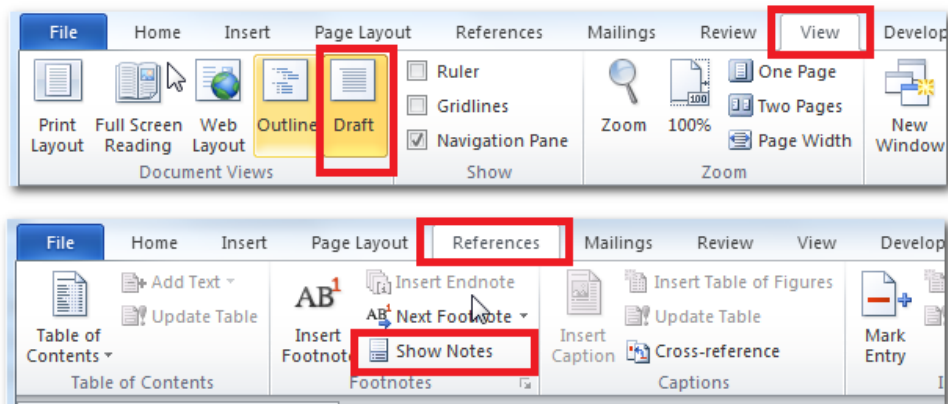 File Home Insert Page Layout References Mailings Review View Develop
Ruler One Page
Gridlines Two Pages
Print Layout Full Screen Reading Web Layout Outline Draft Navigation Pane Zoom 100 100% Page Width New Window
Document Views Show Zoom
File Home Insert Page Layout References Mailings Review View Develop
Add Text AB1 Insert Endnote Insert Table of Figures
Update Table AB1 Next Footnote Update Table
Table of Contents Insert Footnote Show Notes Insert Caption Cross-reference Mark Entry
Table of Contents Footnotes Captions I